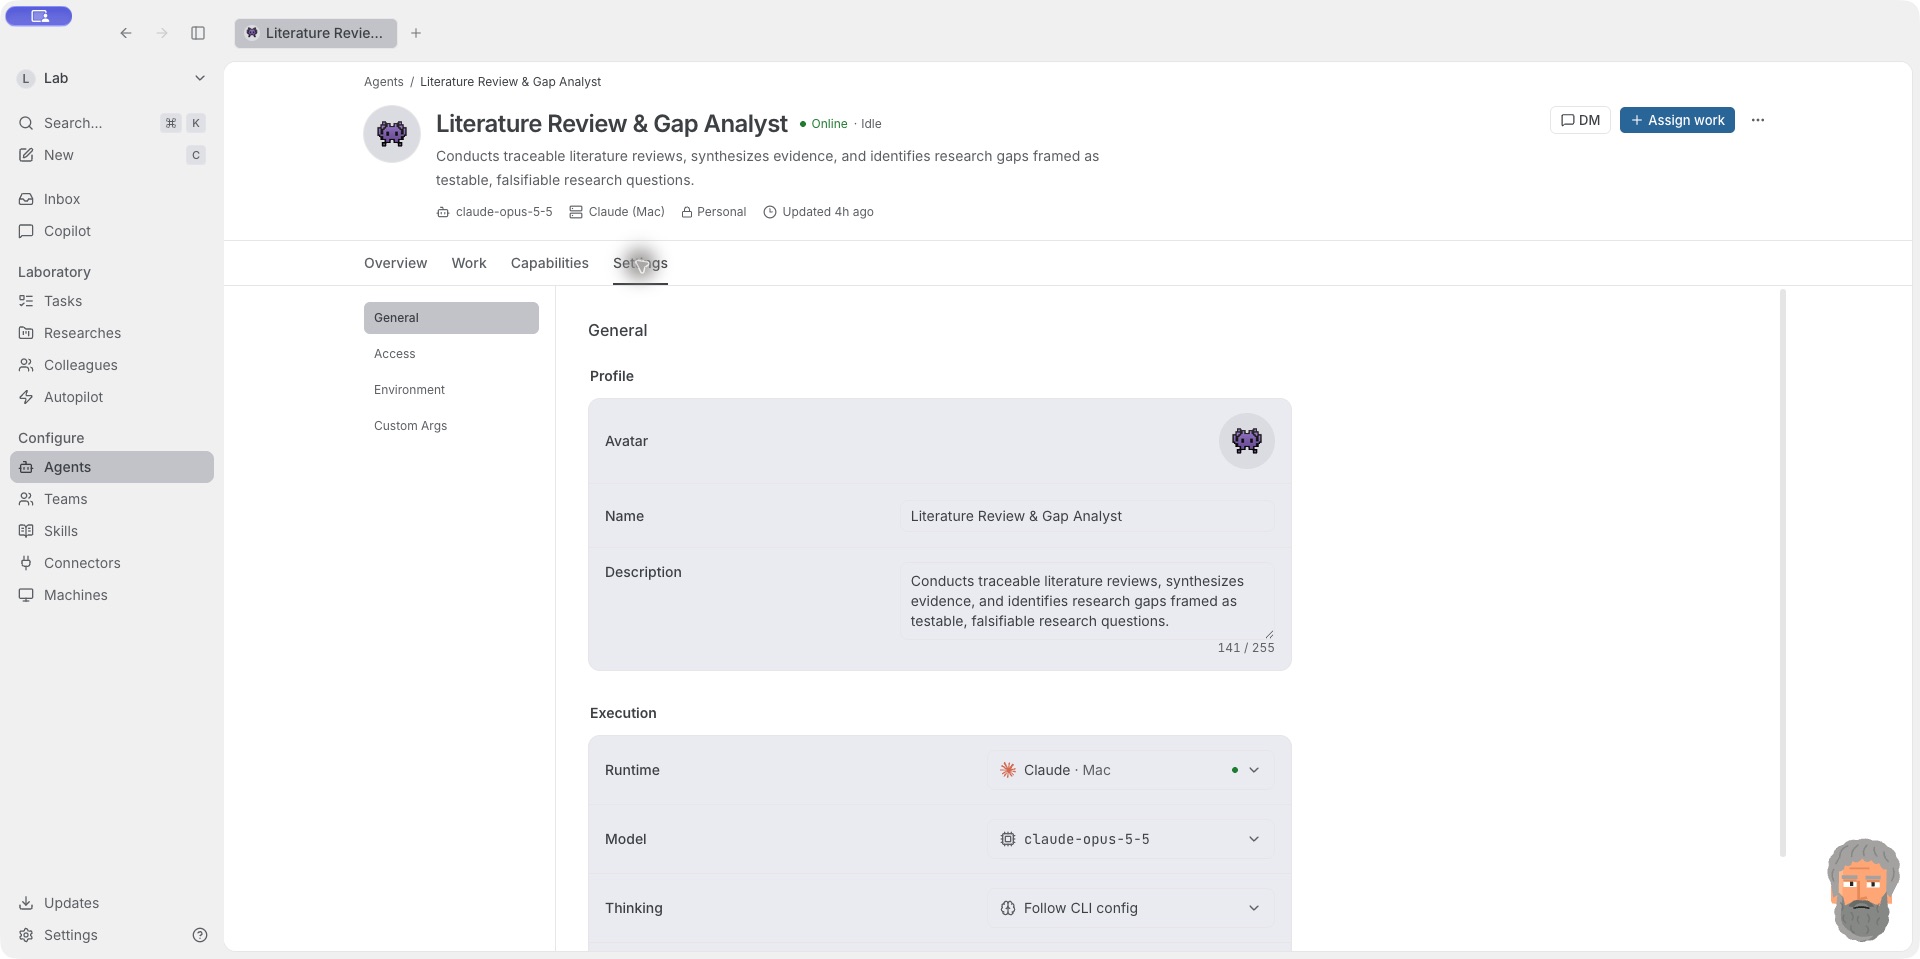 Literature Revie...
L Lab
Search... ⌘ K
New C
Inbox
Copilot
Laboratory
Tasks
Researches
Colleagues
Autopilot
Configure
Agents
Teams
Skills
Connectors
Machines
Updates
Settings
Agents / Literature Review & Gap Analyst
Literature Review & Gap Analyst Online · Idle
DM
+ Assign work
Conducts traceable literature reviews, synthesizes evidence, and identifies research gaps framed as
testable, falsifiable research questions.
claude-opus-5-5 Claude (Mac) Personal Updated 4h ago
Overview Work Capabilities Settings
General
Access
Environment
Custom Args
General
Profile
Avatar
Name Literature Review & Gap Analyst
Description
Conducts traceable literature reviews, synthesizes
evidence, and identifies research gaps framed as
testable, falsifiable research questions.
141 / 255
Execution
Runtime Claude · Mac
Model claude-opus-5-5
Thinking Follow CLI config